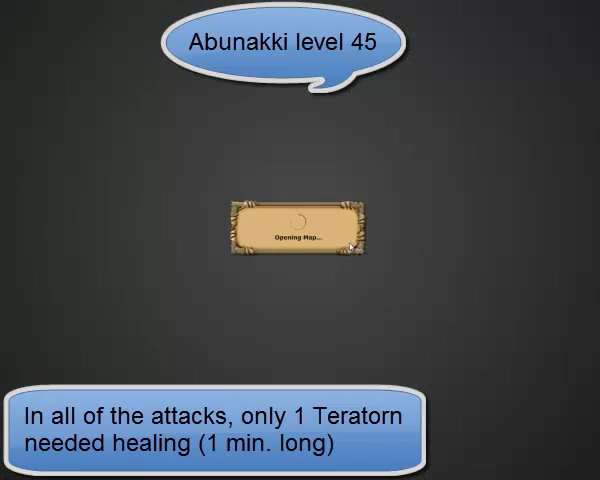 Abunakki level 45
Opening Map...
In all of the attacks, only 1 Teratorn
needed healing (1 min. long)